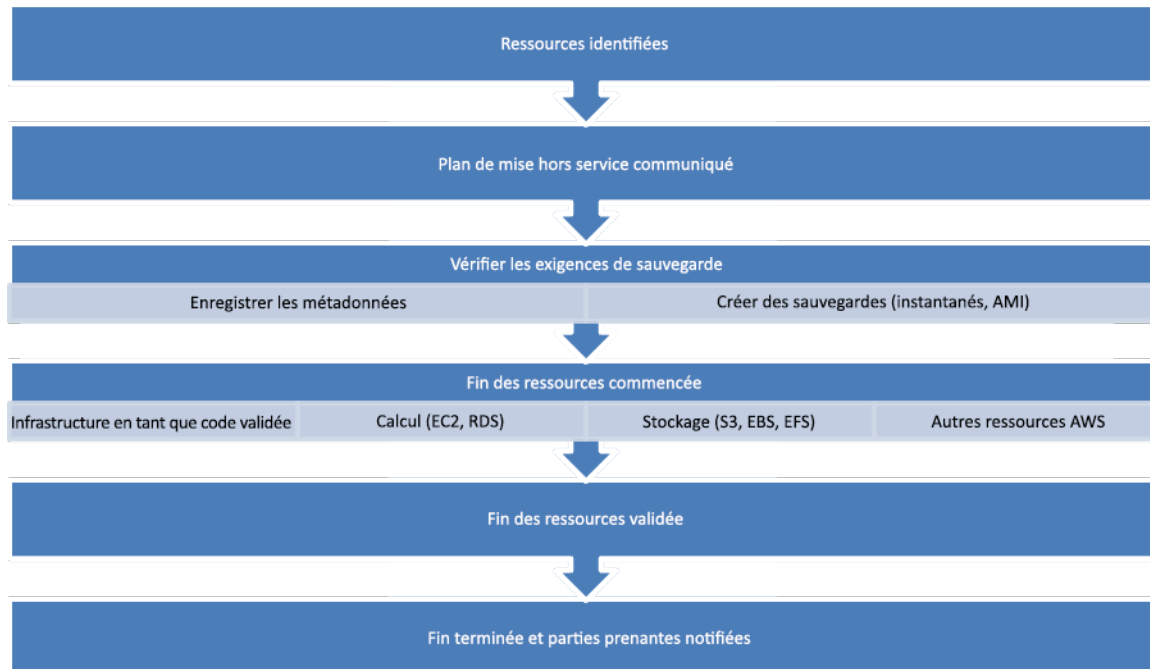 Ressources identifiées
Plan de mise hors service communiqué
Vérifier les exigences de sauvegarde
Enregistrer les métadonnées
Créer des sauvegardes (instantanés, AMI)
Fin des ressources commencée
Infrastructure en tant que code validée
Calcul (EC2, RDS)
Stockage (S3, EBS, EFS)
Autres ressources AWS
Fin des ressources validée
Fin terminée et parties prenantes notifiées